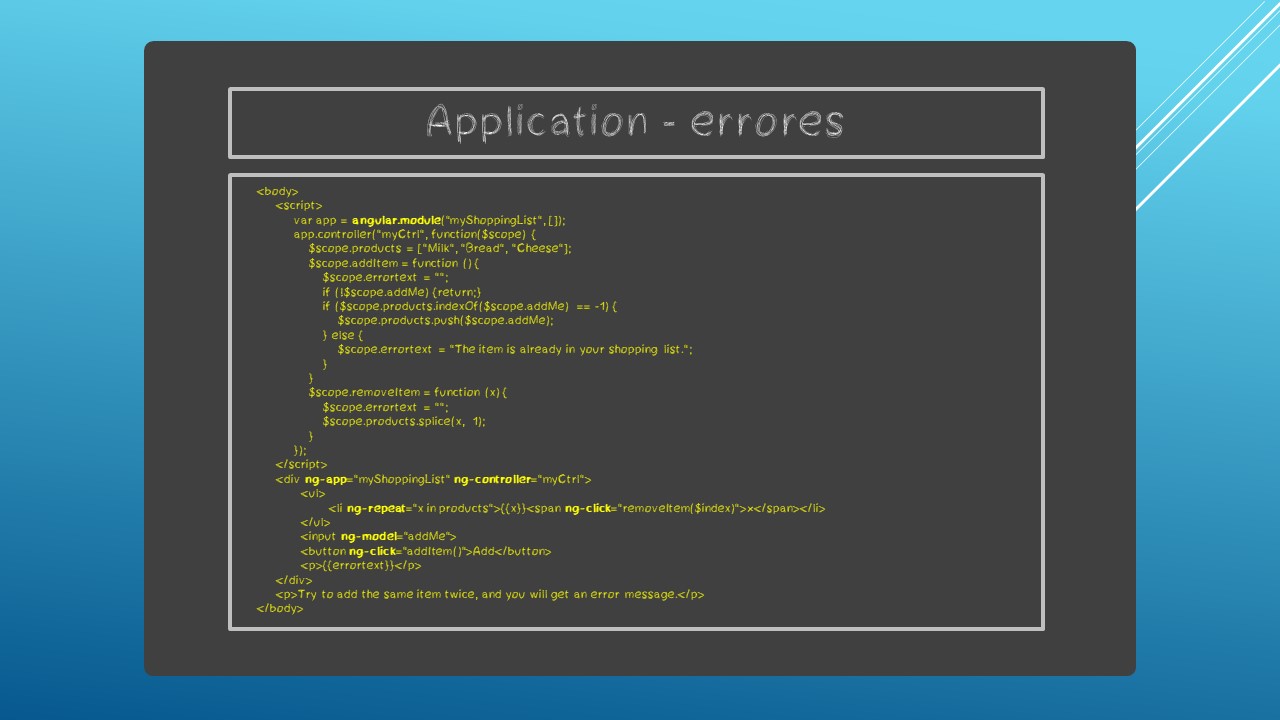 Application - errores
<body>
<script>
var app = angular.module("myShoppingList", []);
app.controller("myCtrl", function($scope) {
$scope.products = ["Milk", "Bread", "Cheese"];
$scope.addItem = function () {
$scope.errortext = "";
if (!$scope.addMe) {return;}
if ($scope.products.indexOf($scope.addMe) == -1) {
$scope.products.push($scope.addMe);
} else {
$scope.errortext = "The item is already in your shopping list.";
}
}
$scope.removeItem = function (x) {
$scope.errortext = "";
$scope.products.splice(x, 1);
}
});
</script>
<div ng-app="myShoppingList" ng-controller="myCtrl">
<ul>
<li ng-repeat="x in products">{{x}}<span ng-click="removeItem($index)">×</span></li>
</ul>
<input ng-model="addMe">
<button ng-click="addItem()">Add</button>
<p>{{errortext}}</p>
</div>
<p>Try to add the same item twice, and you will get an error message.</p>
</body>